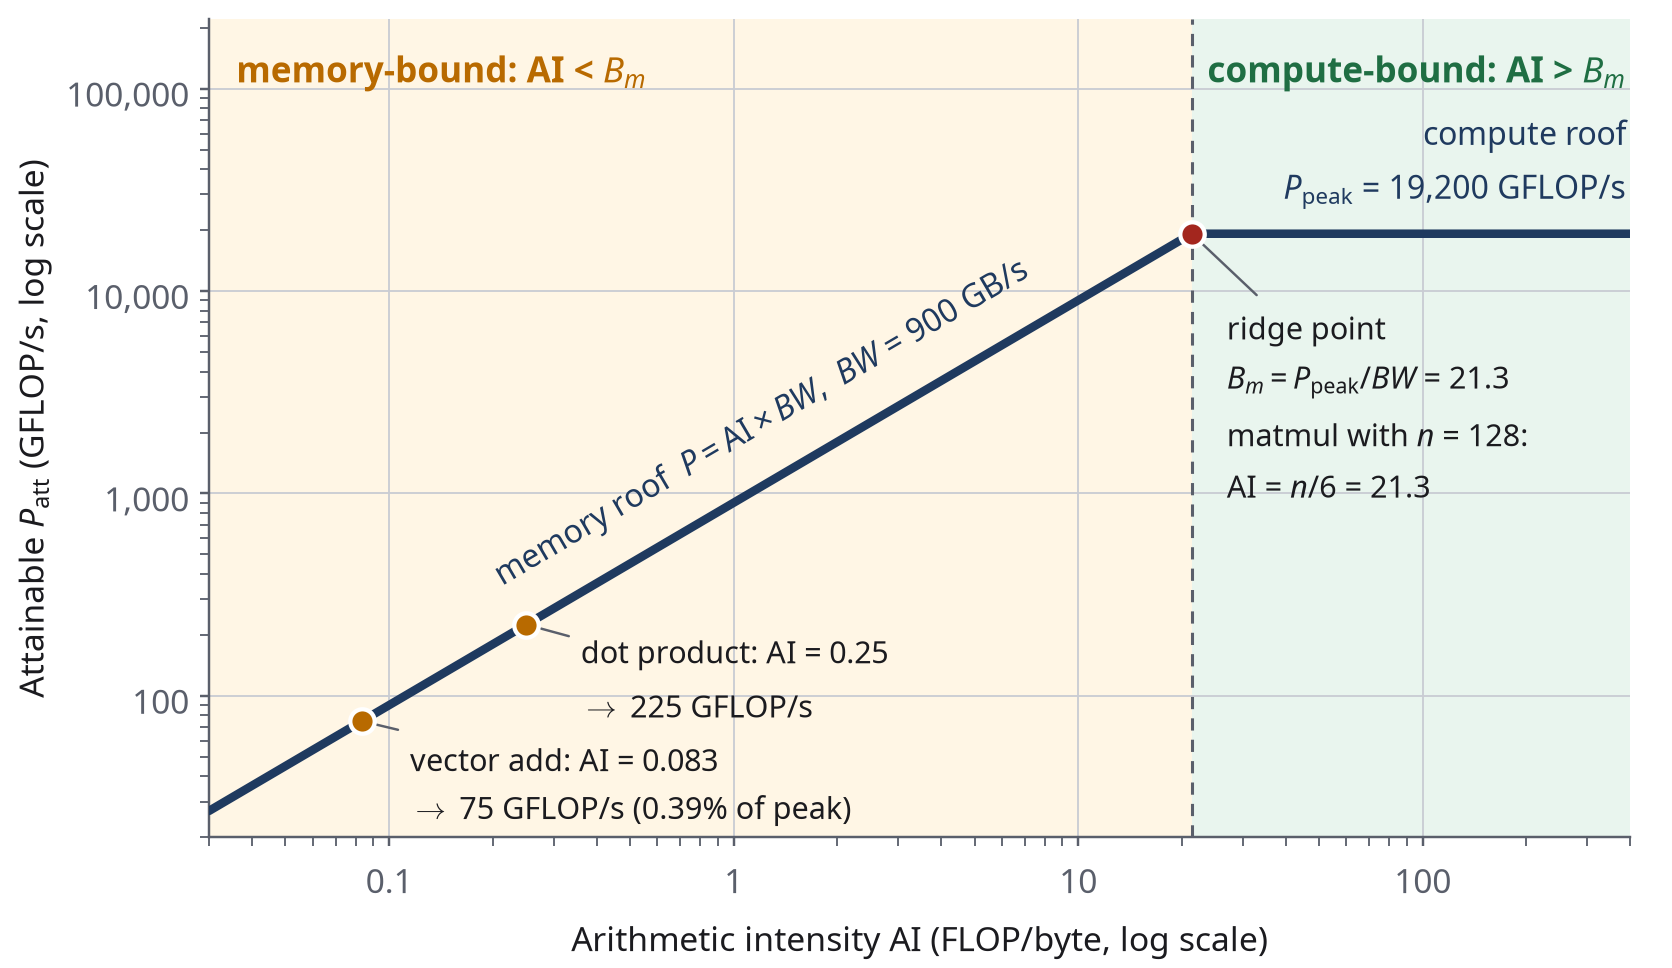 memory-bound: AI < Bm
compute-bound: AI > Bm
compute roof
Ppeak = 19,200 GFLOP/s
memory roof P = AI × BW, BW = 900 GB/s
ridge point
Bm = Ppeak/BW = 21.3
matmul with n = 128:
AI = n/6 = 21.3
dot product: AI = 0.25
→ 225 GFLOP/s
vector add: AI = 0.083
→ 75 GFLOP/s (0.39% of peak)
Attainable Patt (GFLOP/s, log scale)
100,000
10,000
1,000
100
0.1
1
10
100
Arithmetic intensity AI (FLOP/byte, log scale)